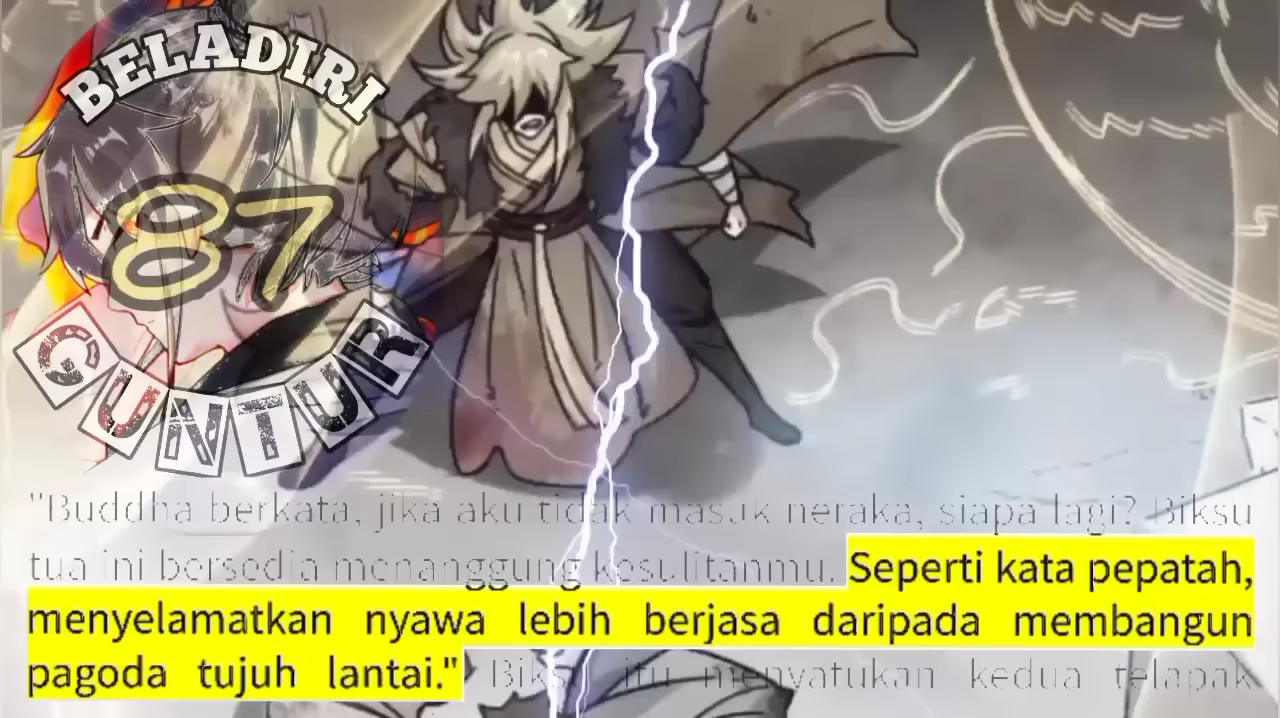 BELADIRI
87
GUNTUR
"Buddha berkata, jika aku tidak masuk neraka, siapa lagi? Biksu
tua ini bersedia menanggung kesulitanmu. Seperti kata pepatah,
menyelamatkan nyawa lebih berjasa daripada membangun
pagoda tujuh lantai." Biksu itu menyatukan kedua telapak